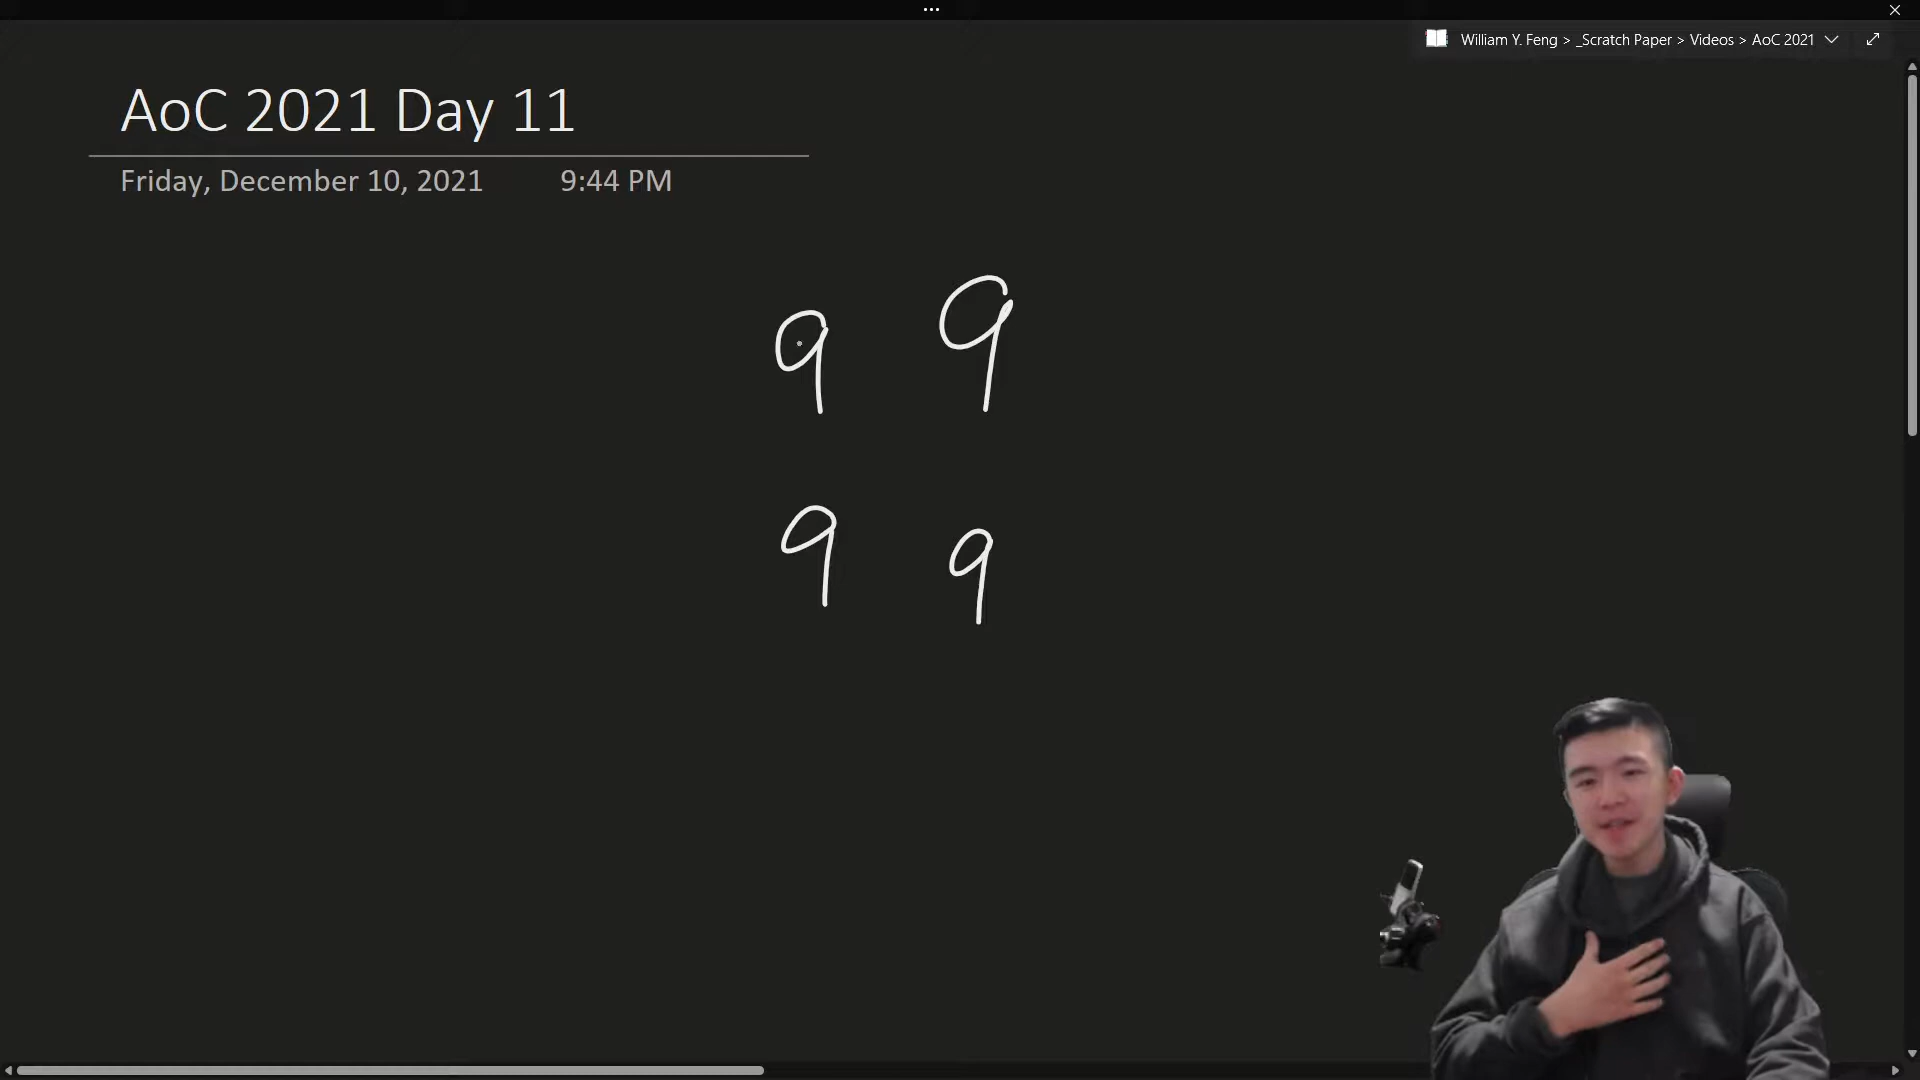 William Y. Feng > _Scratch Paper > Videos > AoC 2021
AoC 2021 Day 11
Friday, December 10, 2021 9:44 PM
9 9
9 9